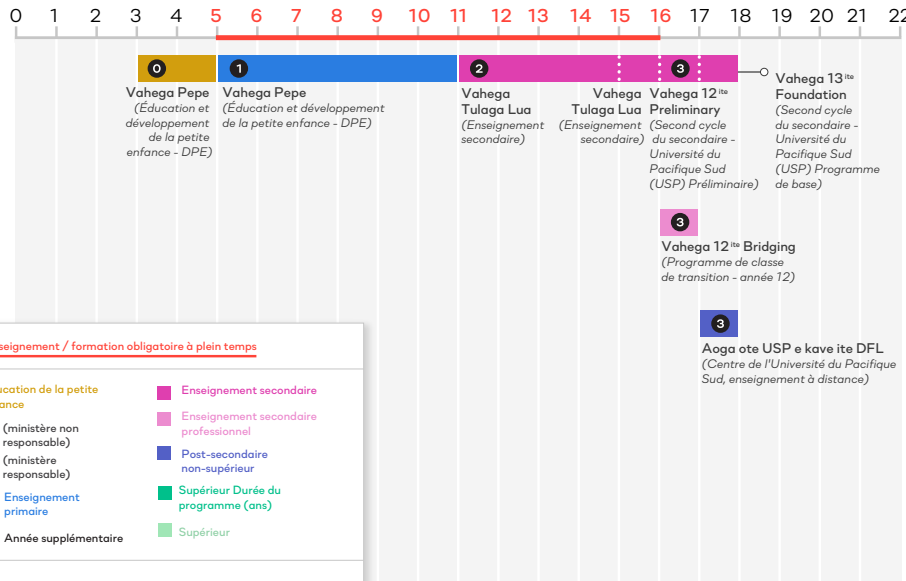 0 1 2 3 4 5 6 7 8 9 10 11 12 13 14 15 16 17 18 19 20 21 22
0
1
2
3
Vahega Pepe
(Éducation et
développement
de la petite
enfance - DPE)
Vahega Pepe
(Éducation et développement
de la petite enfance - DPE)
Vahega
Tulaga Lua
(Enseignement
secondaire)
Vahega
Tulaga Lua
(Enseignement
secondaire)
Vahega 12 ite
Preliminary
(Second cycle
du secondaire -
Université du
Pacifique Sud
(USP) Préliminaire)
Vahega 13 ite
Foundation
(Second cycle
du secondaire -
Université du
Pacifique Sud
(USP) Programme
de base)
3
Vahega 12 ite Bridging
(Programme de classe
de transition - année 12)
3
Aoga ote USP e kave ite DFL
(Centre de l'Université du Pacifique
Sud, enseignement à distance)
seignement / formation obligatoire à plein temps
ucation de la petite
ance
(ministère non
responsable)
(ministère
responsable)
Enseignement
primaire
Année supplémentaire
Enseignement secondaire
Enseignement secondaire
professionnel
Post-secondaire
non-supérieur
Supérieur Durée du
programme (ans)
Supérieur